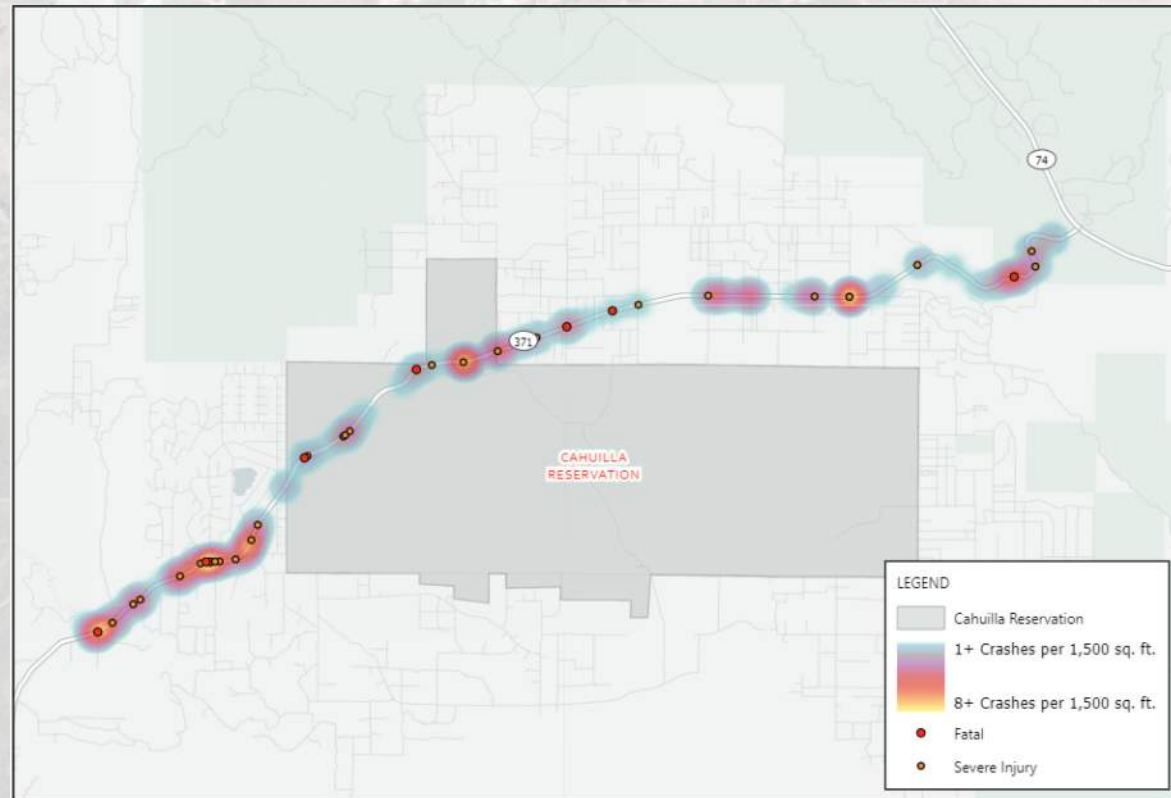 74
371
CAHUILLA
RESERVATION
LEGEND
Cahuilla Reservation
1+ Crashes per 1,500 sq. ft.
8+ Crashes per 1,500 sq. ft.
Fatal
Severe Injury